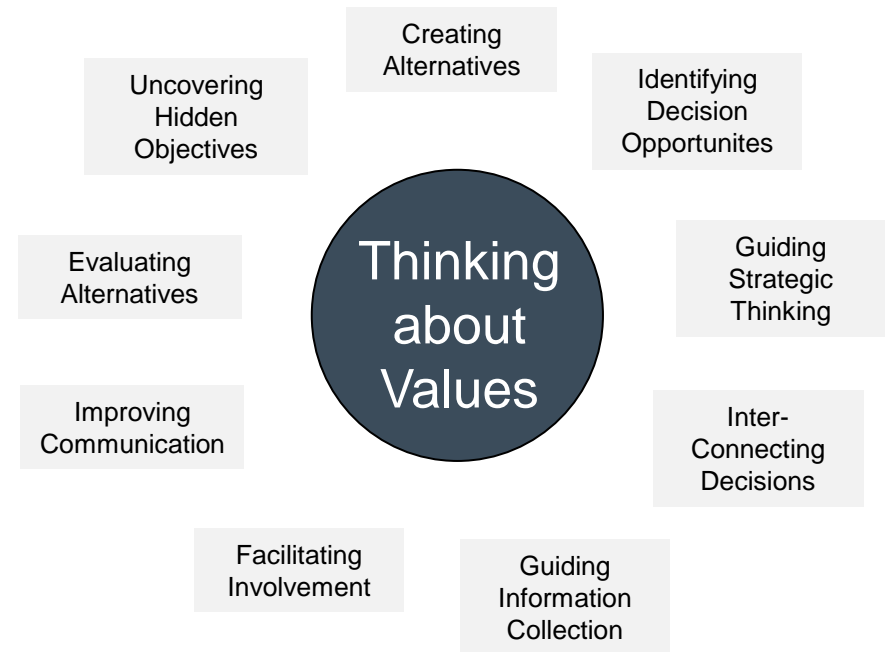 Creating
Alternatives
Identifying
Decision
Opportunites
Guiding
Strategic
Thinking
Inter-
Connecting
Decisions
Guiding
Information
Collection
Facilitating
Involvement
Improving
Communication
Evaluating
Alternatives
Uncovering
Hidden
Objectives
Thinking
about
Values